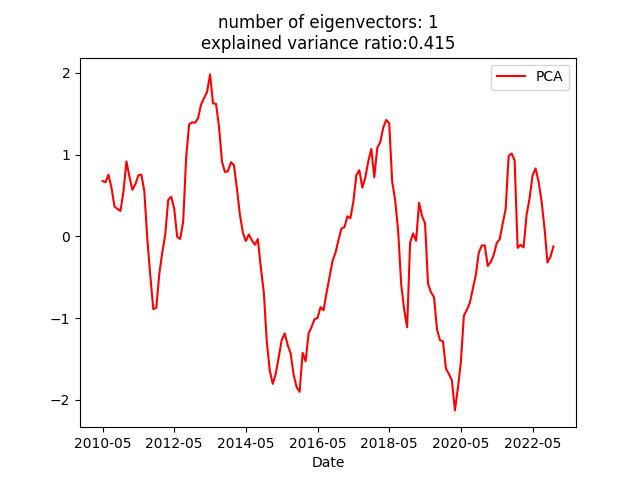 number of eigenvectors: 1
explained variance ratio:0.415
PCA
2
1
0
−1
−2
2010-05 2012-05 2014-05 2016-05 2018-05 2020-05 2022-05
Date